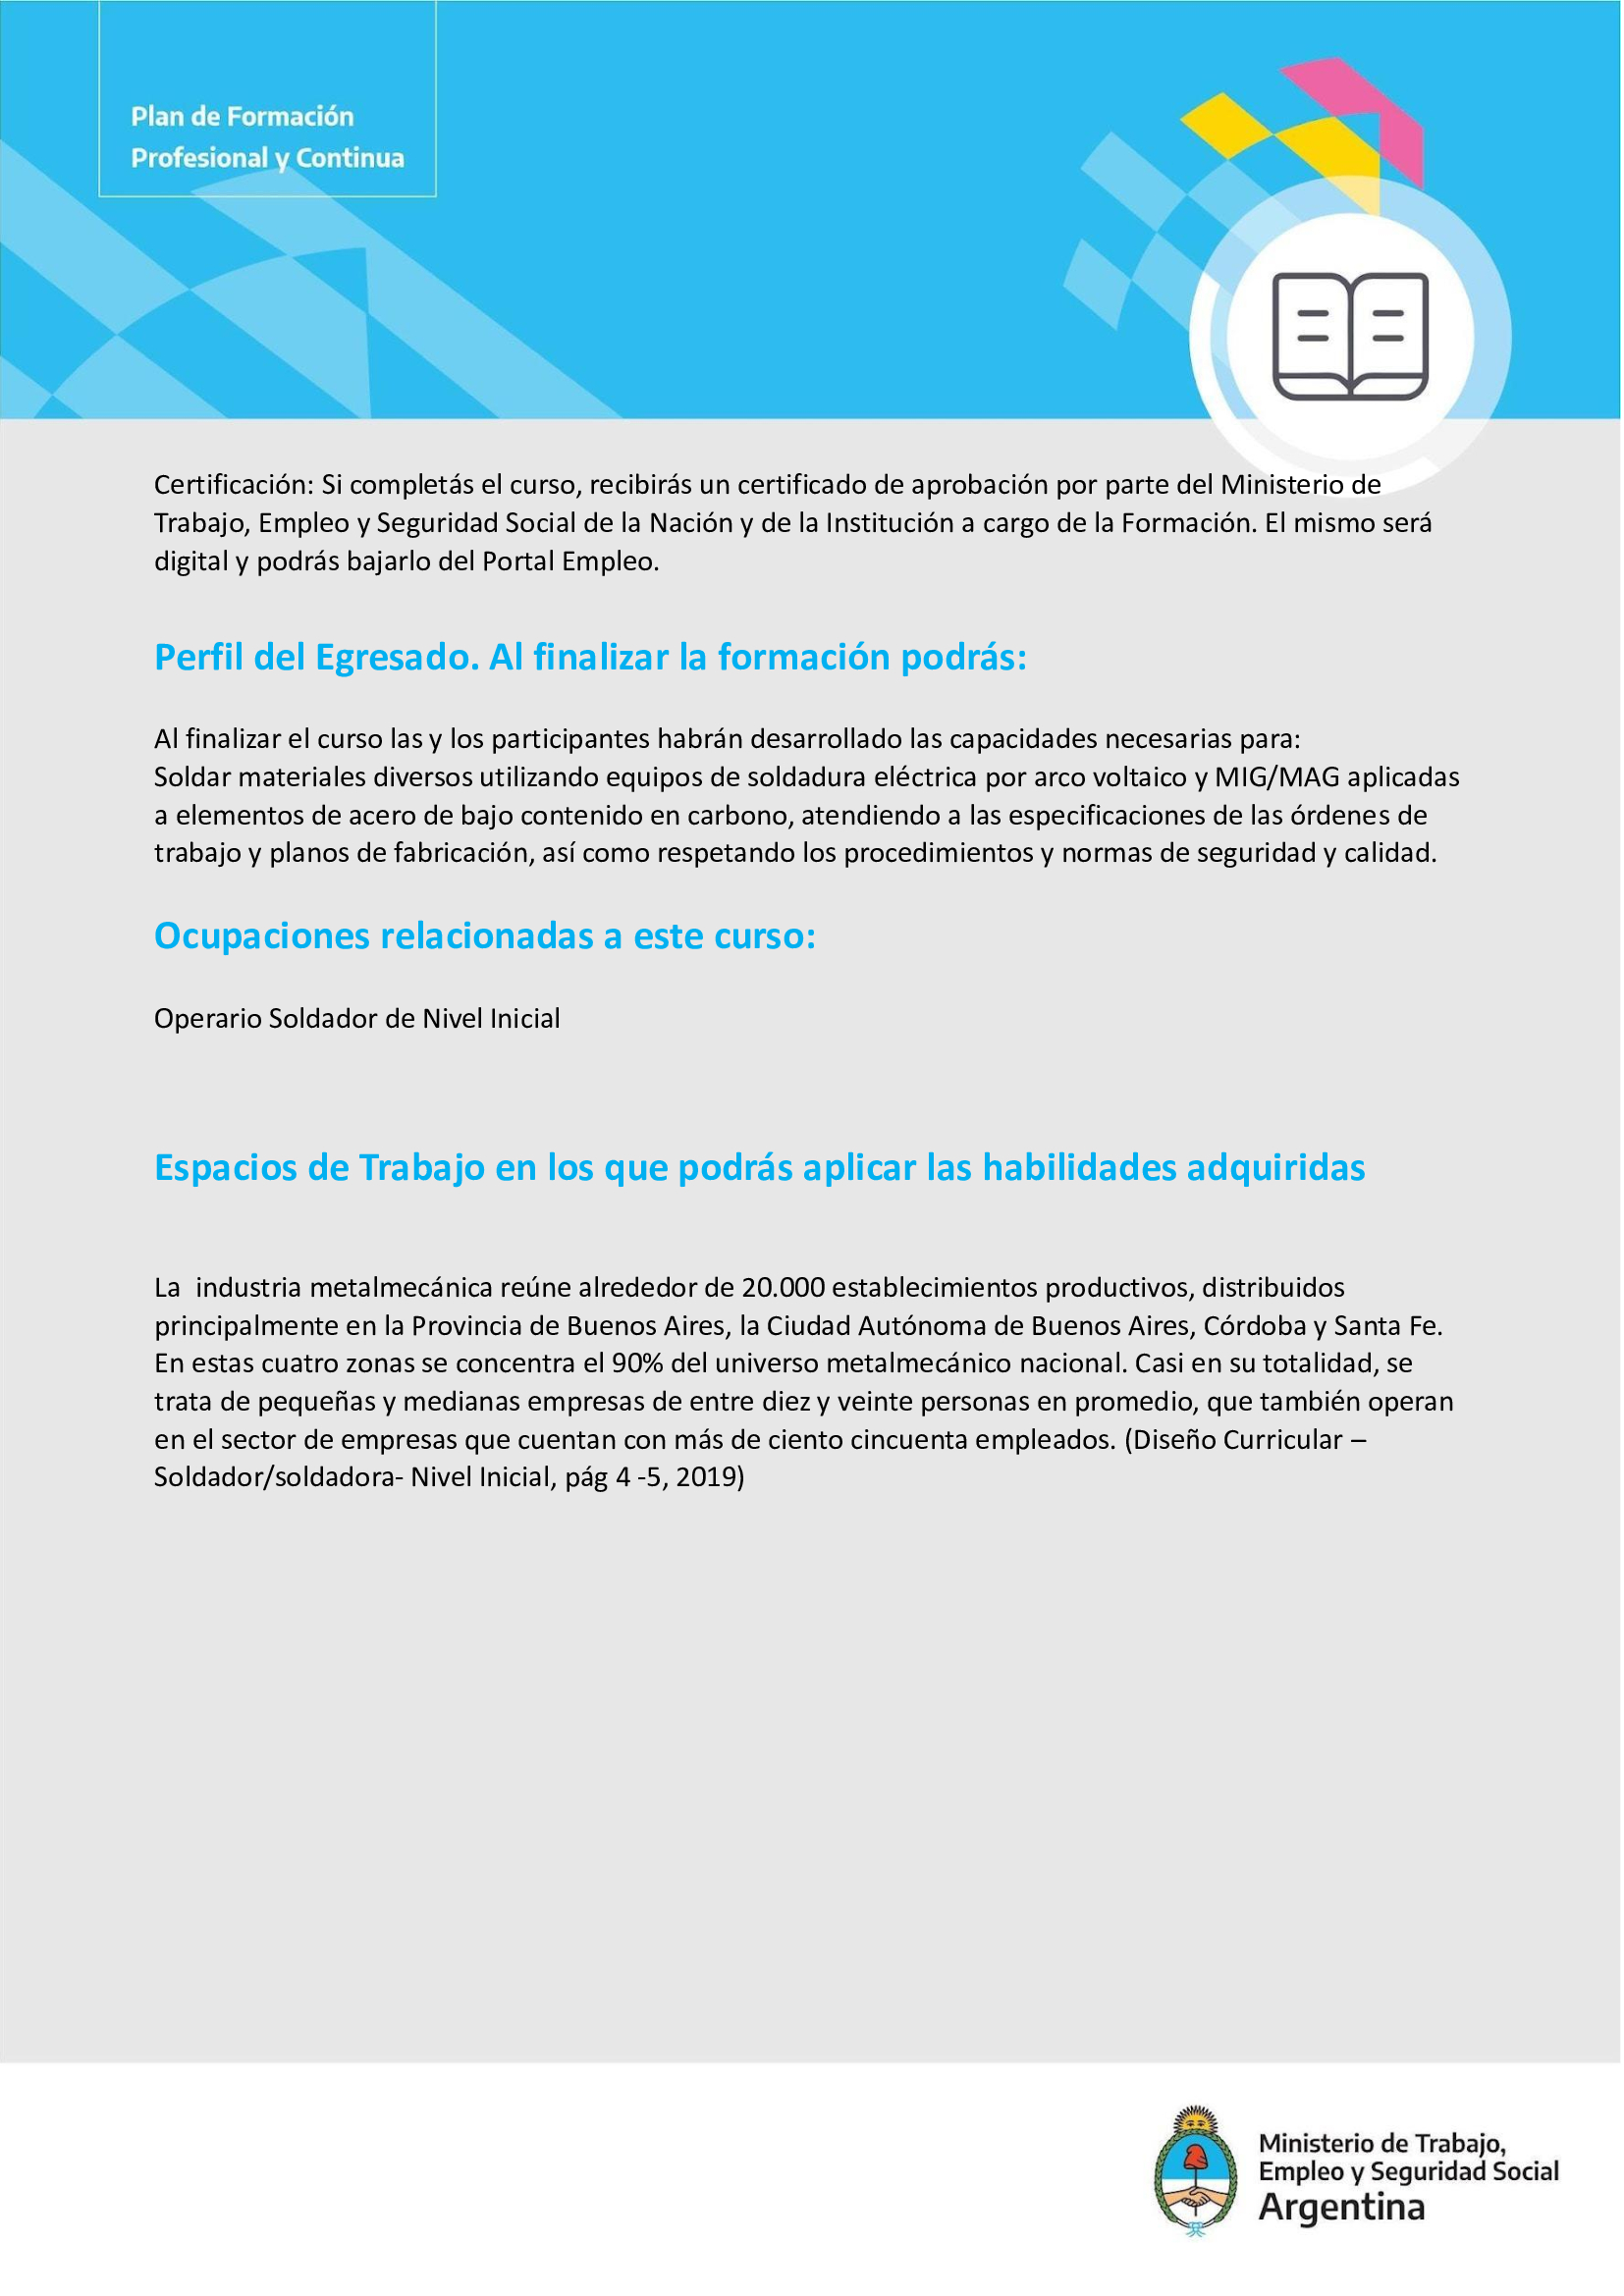 Plan de Formación
Profesional y Continua
Certificación: Si completás el curso, recibirás un certificado de aprobación por parte del Ministerio de
Trabajo, Empleo y Seguridad Social de la Nación y de la Institución a cargo de la Formación. El mismo será
digital y podrás bajarlo del Portal Empleo.
Perfil del Egresado. Al finalizar la formación podrás:
Al finalizar el curso las y los participantes habrán desarrollado las capacidades necesarias para:
Soldar materiales diversos utilizando equipos de soldadura eléctrica por arco voltaico y MIG/MAG aplicadas
a elementos de acero de bajo contenido en carbono, atendiendo a las especificaciones de las órdenes de
trabajo y planos de fabricación, así como respetando los procedimientos y normas de seguridad y calidad.
Ocupaciones relacionadas a este curso:
Operario Soldador de Nivel Inicial
Espacios de Trabajo en los que podrás aplicar las habilidades adquiridas
La  industria metalmecánica reúne alrededor de 20.000 establecimientos productivos, distribuidos
principalmente en la Provincia de Buenos Aires, la Ciudad Autónoma de Buenos Aires, Córdoba y Santa Fe.
En estas cuatro zonas se concentra el 90% del universo metalmecánico nacional. Casi en su totalidad, se
trata de pequeñas y medianas empresas de entre diez y veinte personas en promedio, que también operan
en el sector de empresas que cuentan con más de ciento cincuenta empleados. (Diseño Curricular –
Soldador/soldadora- Nivel Inicial, pág 4 -5, 2019)
Ministerio de Trabajo,
Empleo y Seguridad Social
Argentina